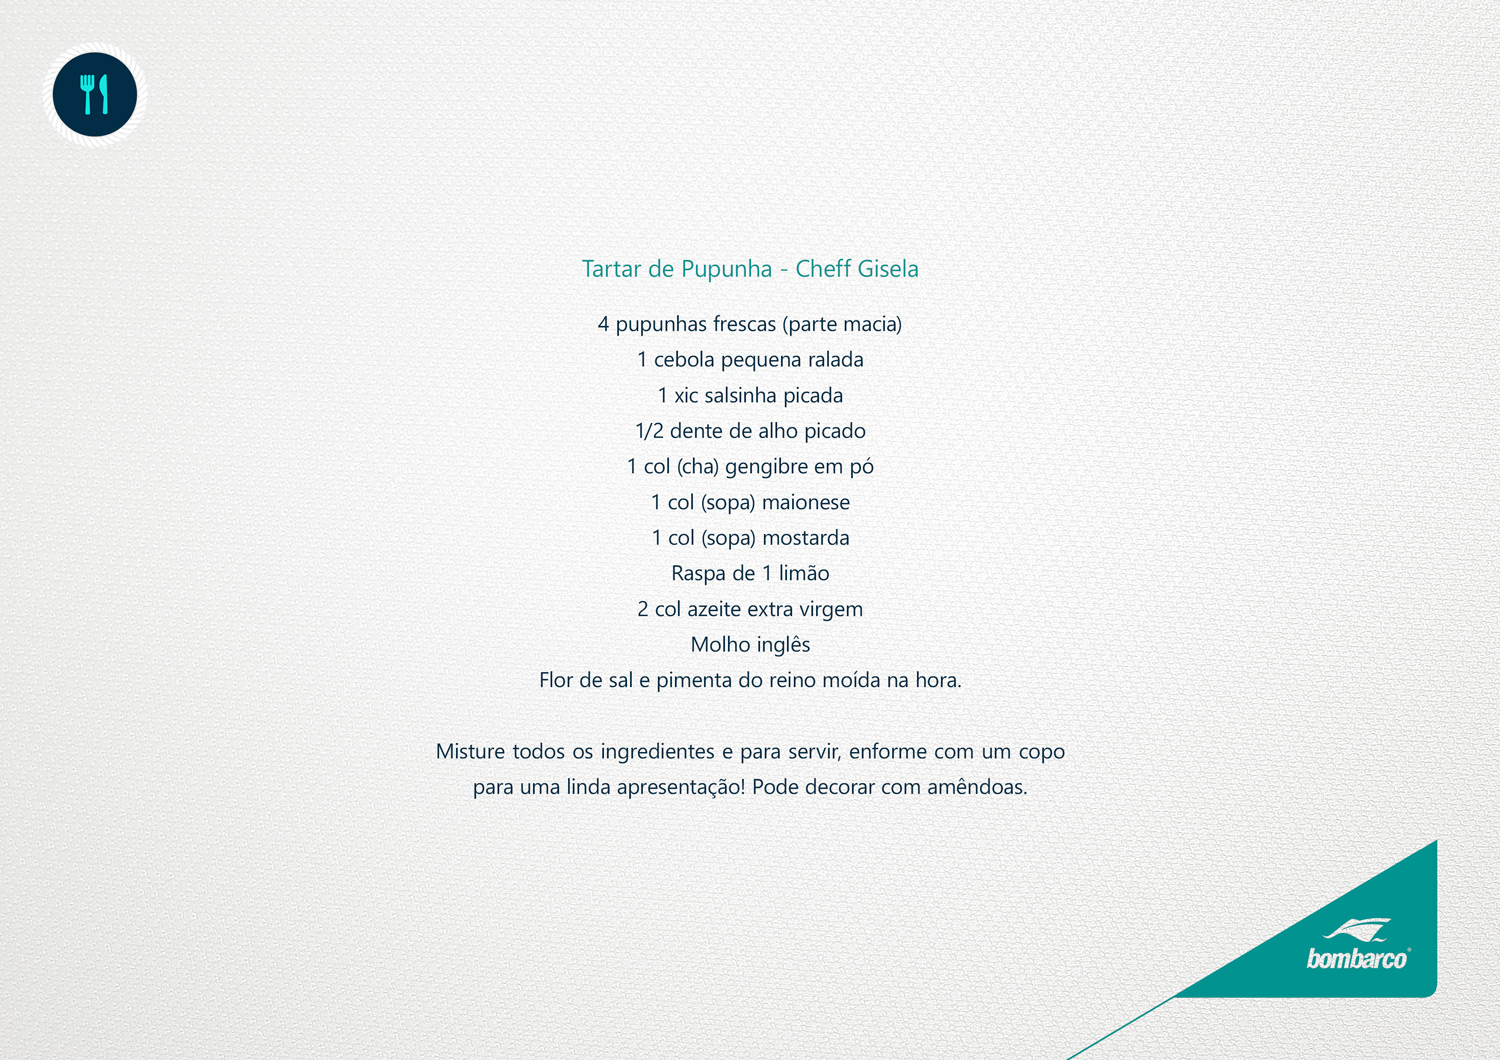 Tartar de Pupunha - Cheff Gisela
4 pupunhas frescas (parte macia)
1 cebola pequena ralada
1 xic salsinha picada
1/2 dente de alho picado
1 col (cha) gengibre em pó
1 col (sopa) maionese
1 col (sopa) mostarda
Raspa de 1 limão
2 col azeite extra virgem
Molho inglês
Flor de sal e pimenta do reino moída na hora.
Misture todos os ingredientes e para servir, enforme com um copo
para uma linda apresentação! Pode decorar com amêndoas.
bombarco®